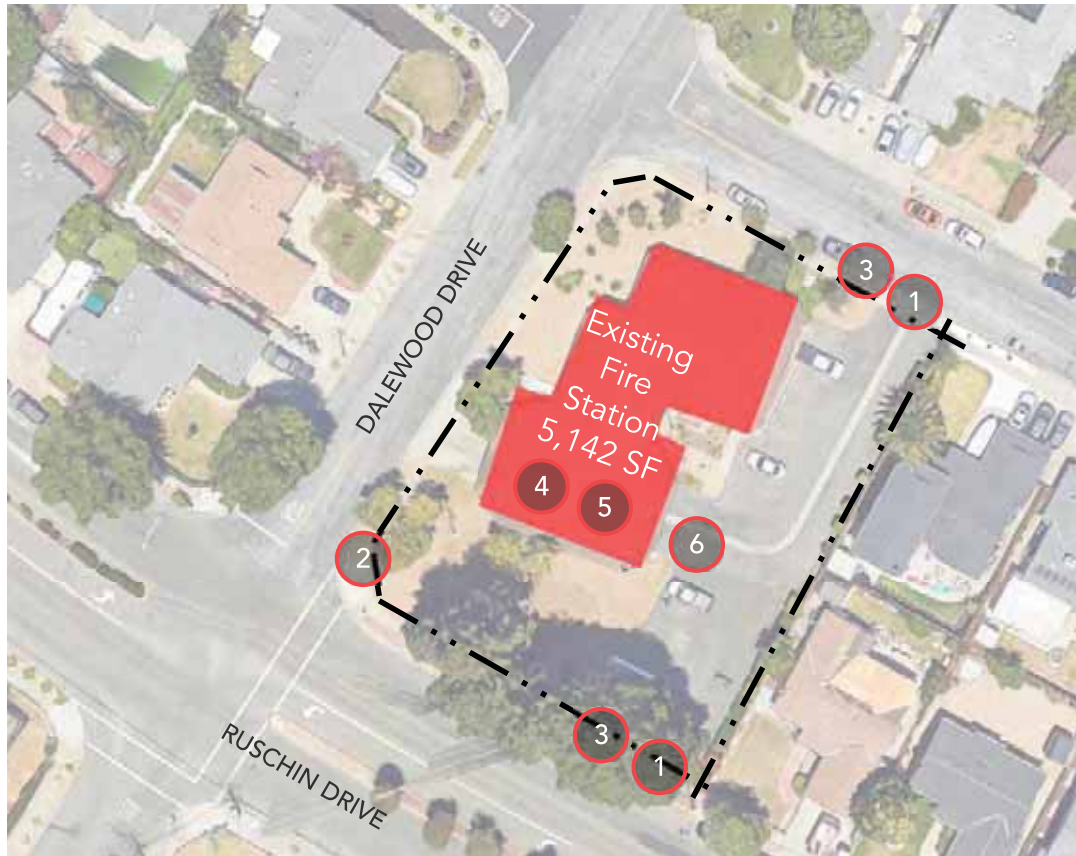 3
1
DALEWOOD DRIVE
Existing
Fire
Station
5,142 SF
4
5
6
2
3
1
RUSCHIN DRIVE